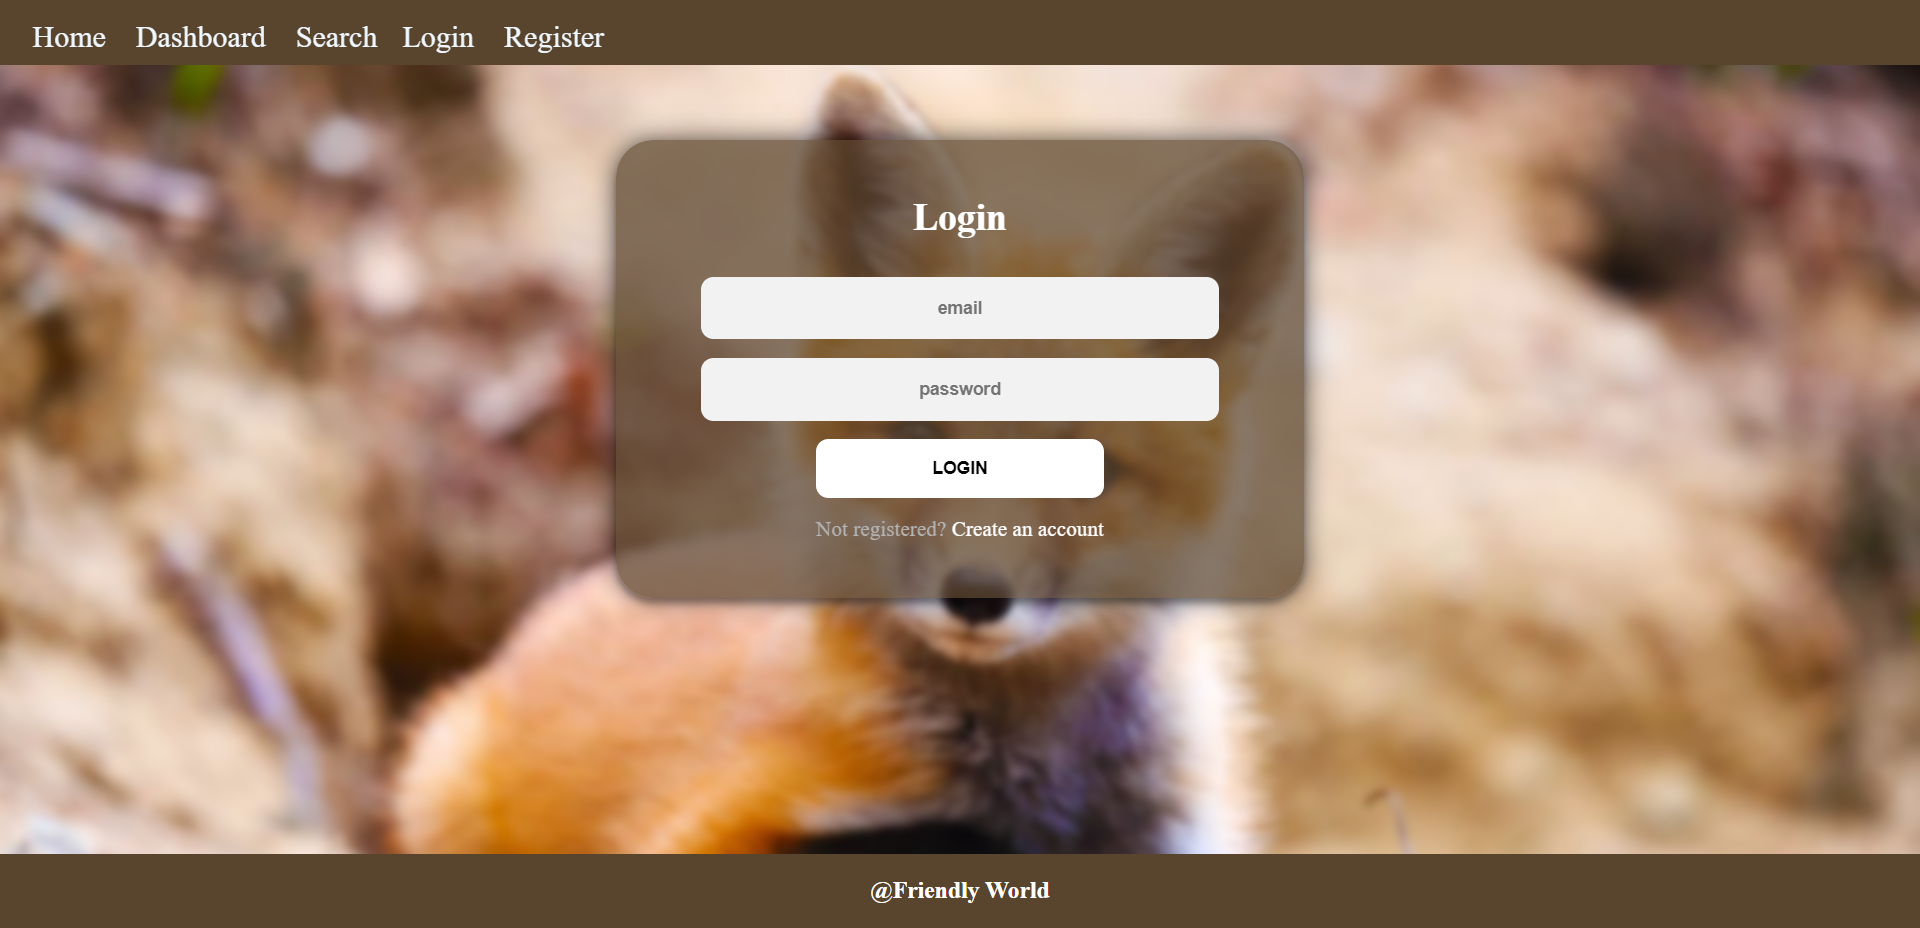 Home Dashboard Search Login Register
Login
email
password
LOGIN
Not registered? Create an account
@Friendly World